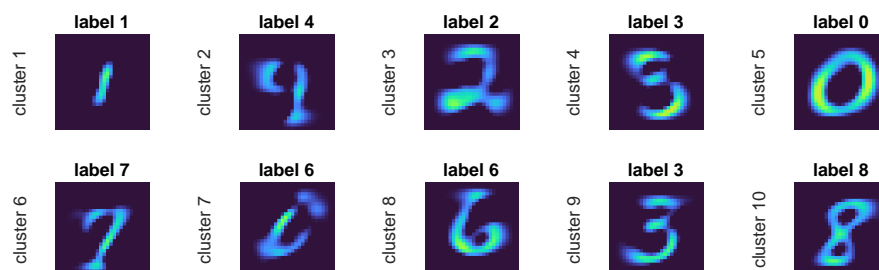 label 1 label 4 label 2 label 3 label 0
cluster 1 cluster 2 cluster 3 cluster 4 cluster 5
label 7 label 6 label 6 label 3 label 8
cluster 6 cluster 7 cluster 8 cluster 9 cluster 10